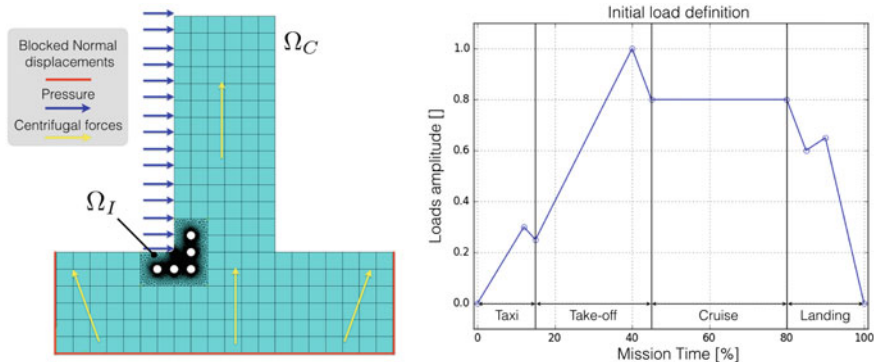 Blocked Normal
displacements
Pressure
Centrifugal forces
Ω_C
Ω_I
Initial load definition
Loads amplitude []
1.0
0.8
0.6
0.4
0.2
0.0
Taxi
Take-off
Cruise
Landing
0
20
40
60
80
100
Mission Time [%]